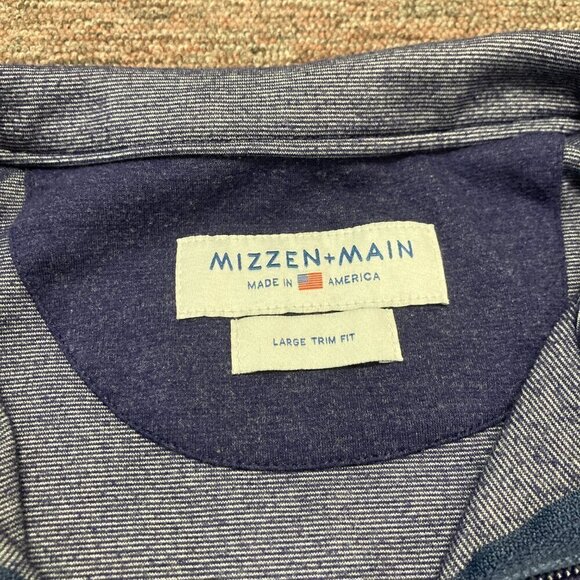 MIZZEN+MAIN
MADE IN AMERICA
LARGE TRIM FIT